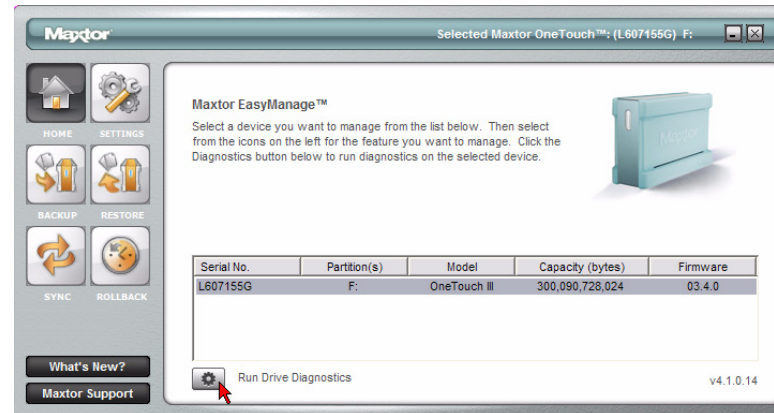 Maxtor
Selected Maxtor OneTouch™: (L607155G) F:
HOME SETTINGS
BACKUP RESTORE
SYNC ROLLBACK
What's New?
Maxtor Support
Maxtor EasyManage™
Select a device you want to manage from the list below. Then select
from the icons on the left for the feature you want to manage. Click the
Diagnostics button below to run diagnostics on the selected device.
Maxtor
Serial No. Partition(s) Model Capacity (bytes) Firmware
L607155G F: OneTouch III 300,090,728,024 03.4.0
Run Drive Diagnostics
v4.1.0.14